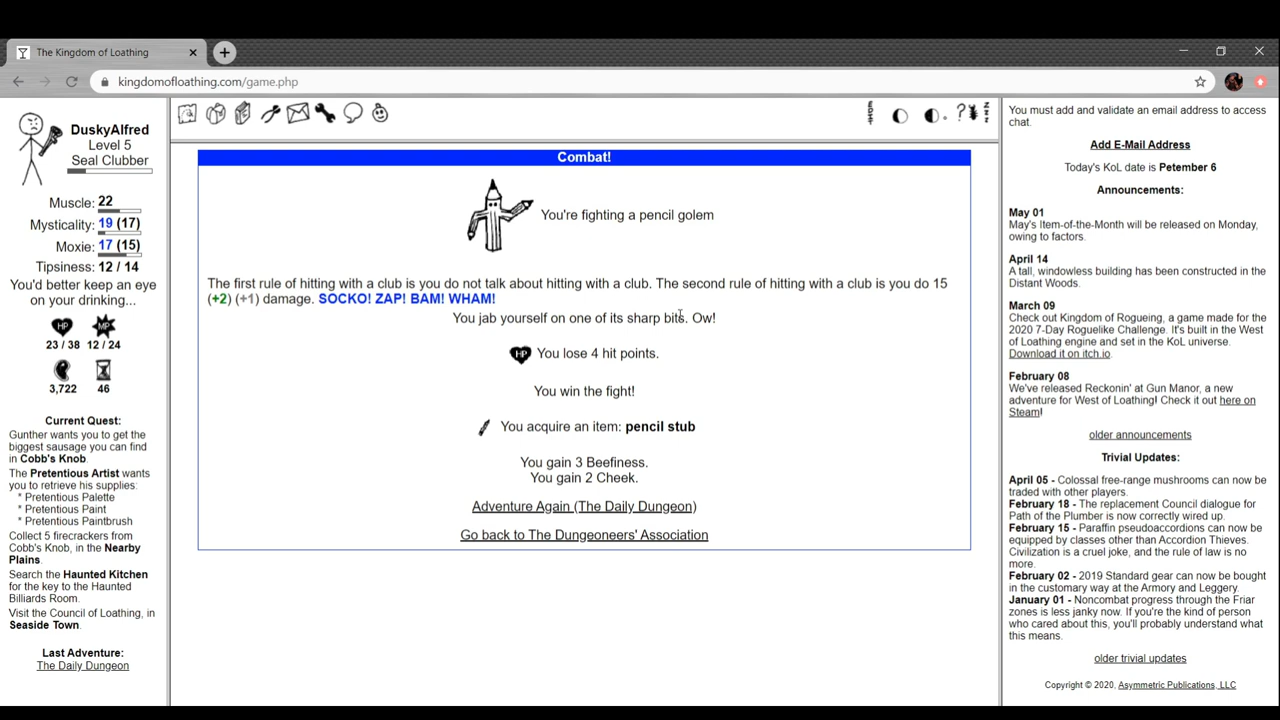 The Kingdom of Loathing
kingdomofloathing.com/game.php
DuskyAlfred
Level 5
Seal Clubber
Muscle: 22
Mysticality: 19 (17)
Moxie: 17 (15)
Tipsiness: 12 / 14
You'd better keep an eye
on your drinking...
HP MP
23 / 38 12 / 24
3,722 46
Current Quest:
Gunther wants you to get the
biggest sausage you can find
in Cobb's Knob.
The Pretentious Artist wants
you to retrieve his supplies:
* Pretentious Palette
* Pretentious Paint
* Pretentious Paintbrush
Collect 5 firecrackers from
Cobb's Knob, in the Nearby
Plains.
Search the Haunted Kitchen
for the key to the Haunted
Billiards Room.
Visit the Council of Loathing, in
Seaside Town.
Last Adventure:
The Daily Dungeon
Combat!
You're fighting a pencil golem
The first rule of hitting with a club is you do not talk about hitting with a club. The second rule of hitting with a club is you do 15
(+2) (+1) damage. SOCKO! ZAP! BAM! WHAM!
You jab yourself on one of its sharp bits. Ow!
HP You lose 4 hit points.
You win the fight!
You acquire an item: pencil stub
You gain 3 Beefiness.
You gain 2 Cheek.
Adventure Again (The Daily Dungeon)
Go back to The Dungeoneers' Association
You must add and validate an email address to access
chat.
Add E-Mail Address
Today's KoL date is Petember 6
Announcements:
May 01
May's Item-of-the-Month will be released on Monday,
owing to factors.
April 14
A tall, windowless building has been constructed in the
Distant Woods.
March 09
Check out Kingdom of Rogueing, a game made for the
2020 7-Day Roguelike Challenge. It's built in the West
of Loathing engine and set in the KoL universe.
Download it on itch.io.
February 08
We've released Reckonin' at Gun Manor, a new
adventure for West of Loathing! Check it out here on
Steam!
older announcements
Trivial Updates:
April 05 - Colossal free-range mushrooms can now be
traded with other players.
February 18 - The replacement Council dialogue for
Path of the Plumber is now correctly wired up.
February 15 - Paraffin pseudoaccordions can now be
equipped by classes other than Accordion Thieves.
Civilization is a cruel joke, and the rule of law is no
more.
February 02 - 2019 Standard gear can now be bought
in the customary way at the Armory and Leggery.
January 01 - Noncombat progress through the Friar
zones is less janky now. If you're the kind of person
who cared about this, you'll probably understand what
this means.
older trivial updates
Copyright © 2020, Asymmetric Publications, LLC